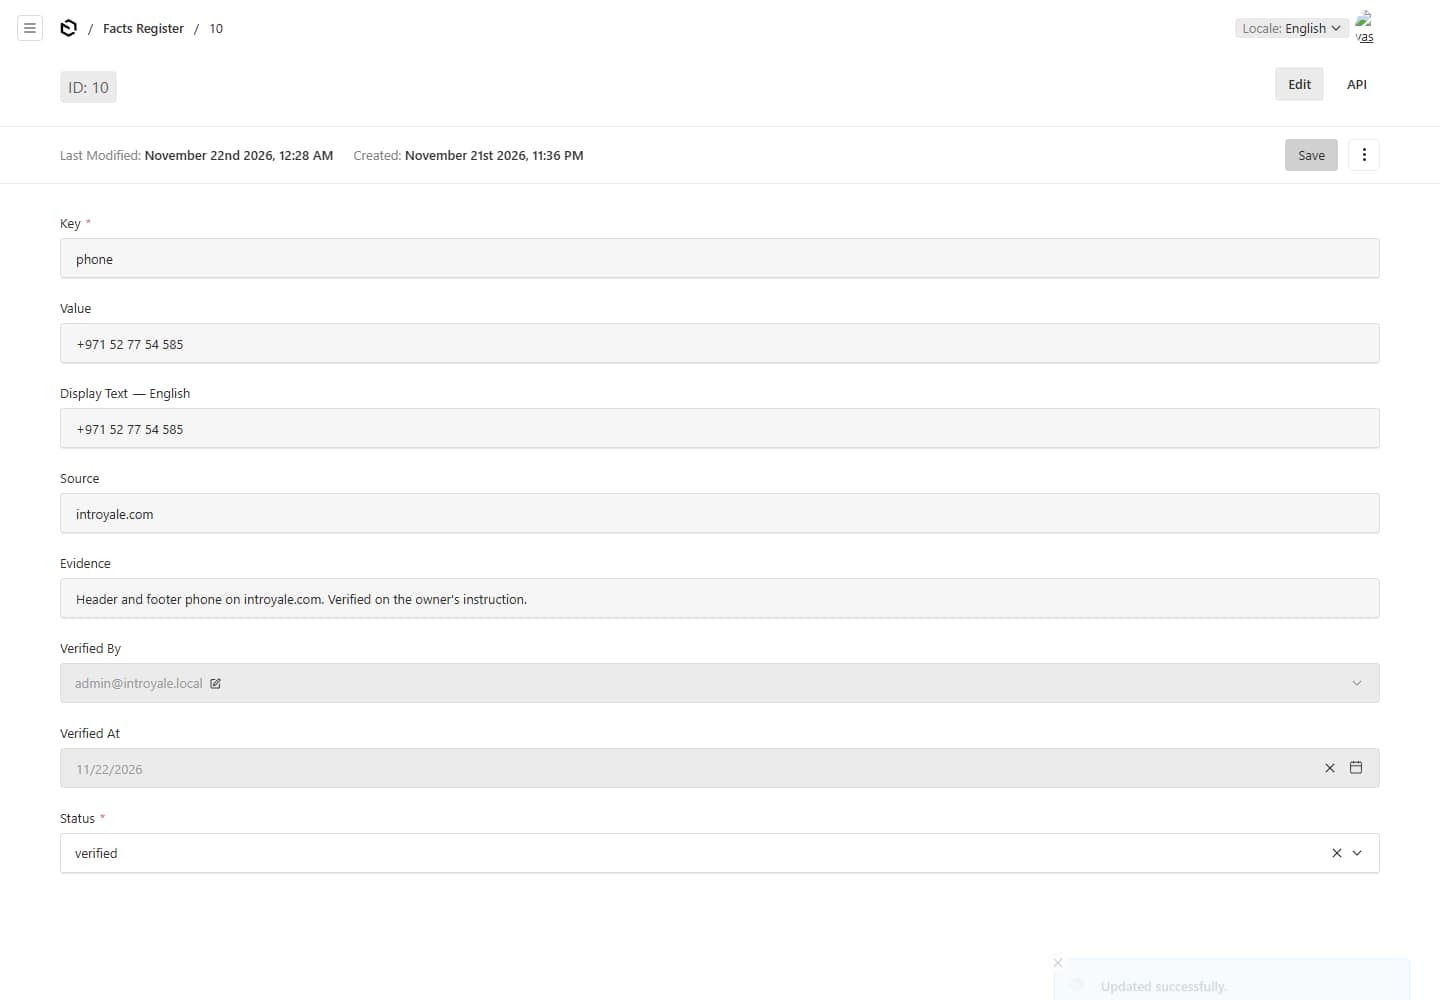 / Facts Register / 10
Locale: English
vas
ID: 10
Edit
API
Last Modified: November 22nd 2026, 12:28 AM Created: November 21st 2026, 11:36 PM
Save
Key *
phone
Value
+971 52 77 54 585
Display Text — English
+971 52 77 54 585
Source
introyale.com
Evidence
Header and footer phone on introyale.com. Verified on the owner's instruction.
Verified By
admin@introyale.local
Verified At
11/22/2026
Status *
verified
Updated successfully.